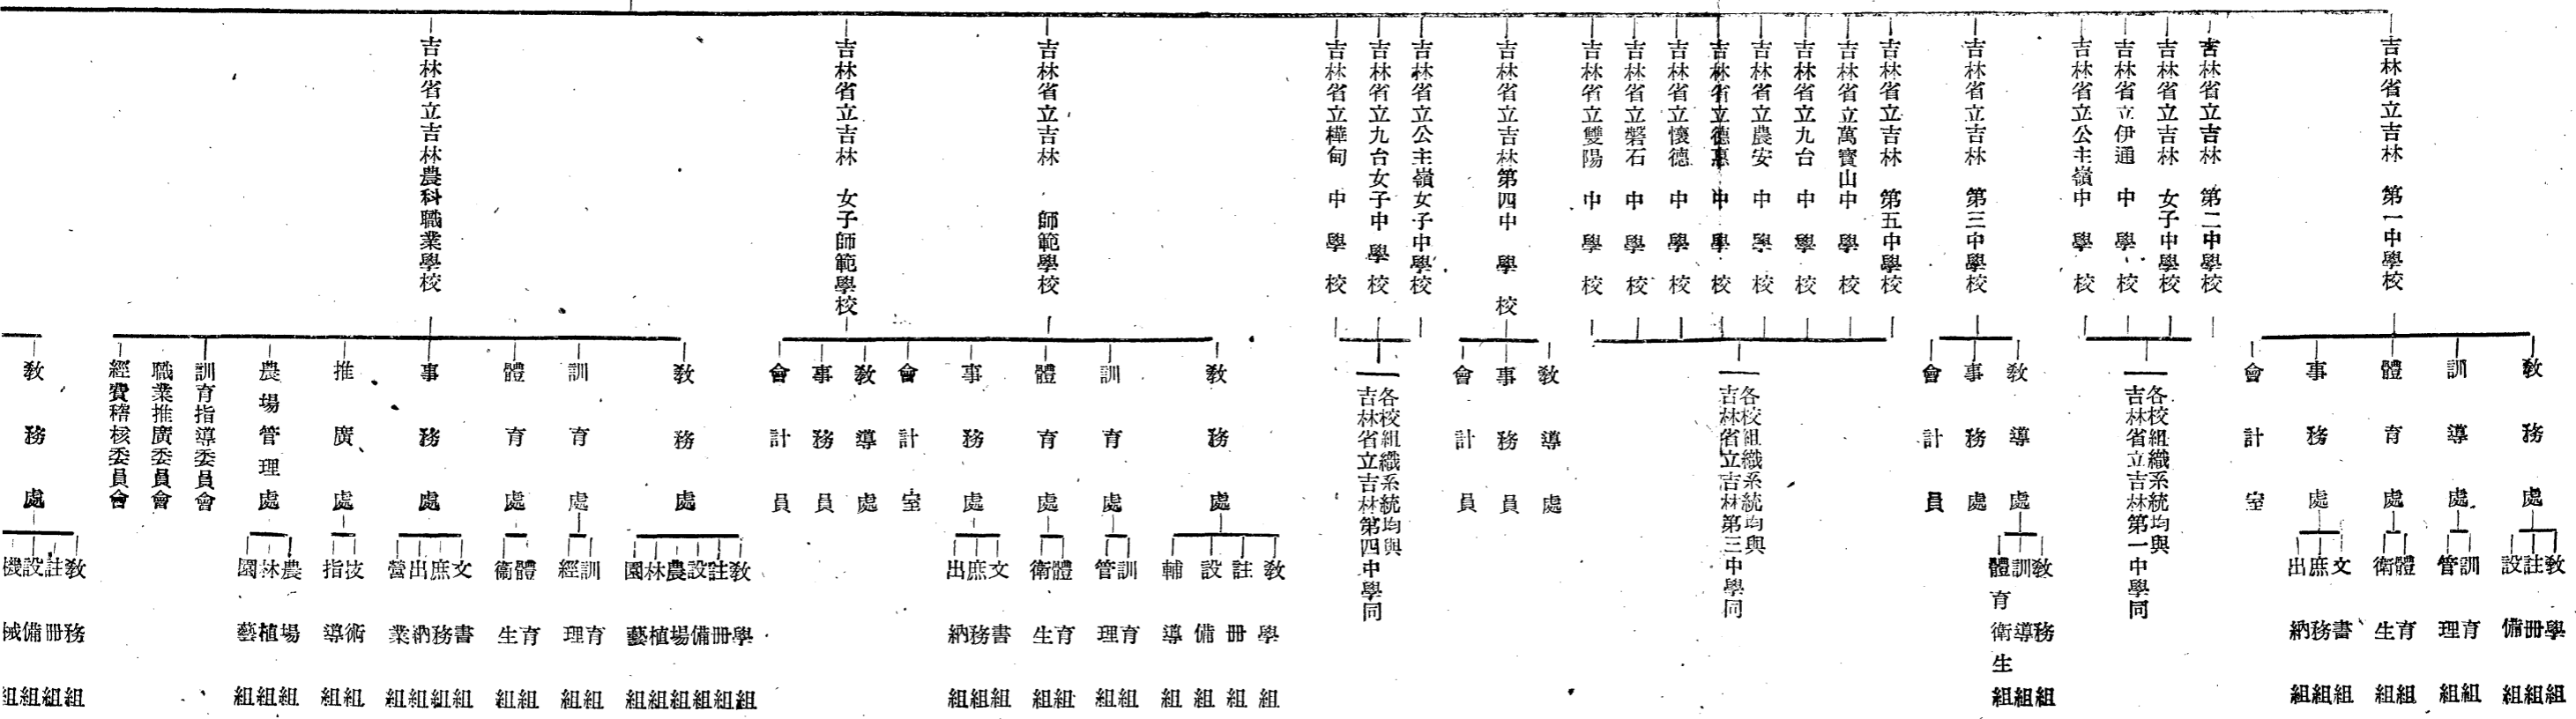 吉林省立吉林第一中學校
教務處
教學組
註冊組
設備組
訓導處
訓育組
管理組
體育處
體育組
衛生組
事務處
文書組
庶務組
出納組
會計室
吉林省立吉林第二中學校
吉林省立吉林女子中學校
吉林省立伊通中學校
吉林省立公主嶺中學校
各校組織系統均與
吉林省立吉林第一中學同
吉林省立吉林第三中學校
教導處
教務組
訓導組
體育衛生組
事務處
會計員
吉林省立吉林第五中學校
吉林省立萬寶山中學校
吉林省立九台中學校
吉林省立農安中學校
吉林省立德惠中學校
吉林省立懷德中學校
吉林省立磐石中學校
吉林省立雙陽中學校
各校組織系統均與
吉林省立吉林第三中學同
吉林省立吉林第四中學校
教導處
事務員
會計員
吉林省立公主嶺女子中學校
吉林省立九台女子中學校
吉林省立樺甸中學校
各校組織系統均與
吉林省立吉林第四中學同
吉林省立吉林師範學校
教務處
教學組
註冊組
設備組
輔導組
訓育處
訓育組
管理組
體育處
體育組
衛生組
事務處
文書組
庶務組
出納組
會計室
吉林省立吉林女子師範學校
教導處
事務員
會計員
吉林省立吉林農科職業學校
教務處
教學組
註冊組
設備組
農場組
林植組
園藝組
訓育處
訓育組
經理組
體育處
體育組
衛生組
事務處
文書組
庶務組
出納組
營業組
推廣處
技術組
指導組
農場管理處
農場組
林植組
園藝組
訓育指導委員會
職業推廣委員會
經費稽核委員會
教務處
教務組
註冊組
設備組
機械組